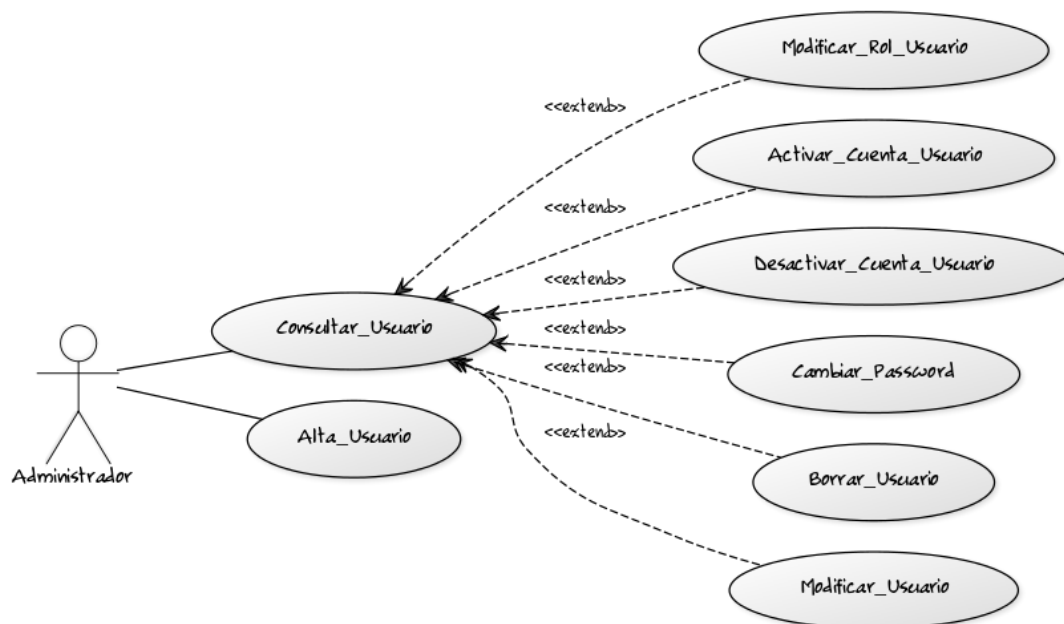 Modificar_Rol_Usuario
<<extend>>
Activar_Cuenta_Usuario
<<extend>>
Desactivar_Cuenta_Usuario
<<extend>>
Consultar_Usuario
<<extend>>
Cambiar_Password
<<extend>>
Alta_Usuario
<<extend>>
Administrador
Borrar_Usuario
Modificar_Usuario